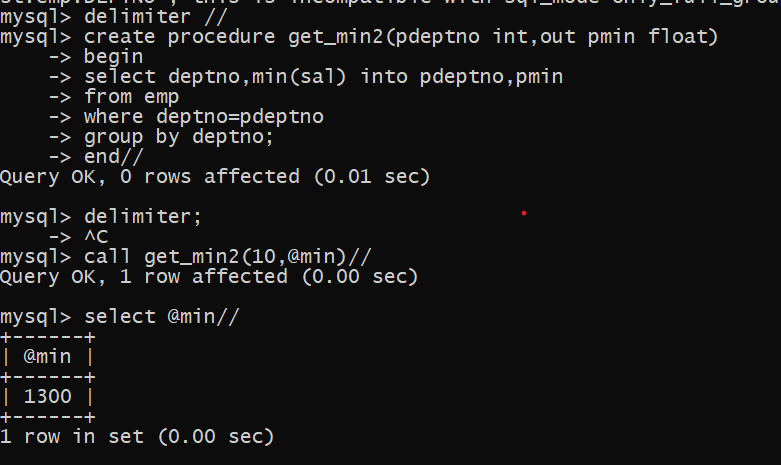 mysql> delimiter //
mysql> create procedure get_min2(pdeptno int,out pmin float)
    -> begin
    -> select deptno,min(sal) into pdeptno,pmin
    -> from emp
    -> where deptno=pdeptno
    -> group by deptno;
    -> end//
Query OK, 0 rows affected (0.01 sec)

mysql> delimiter;
    -> ^C
mysql> call get_min2(10,@min)//
Query OK, 1 row affected (0.00 sec)

mysql> select @min//
+------+
| @min |
+------+
| 1300 |
+------+
1 row in set (0.00 sec)